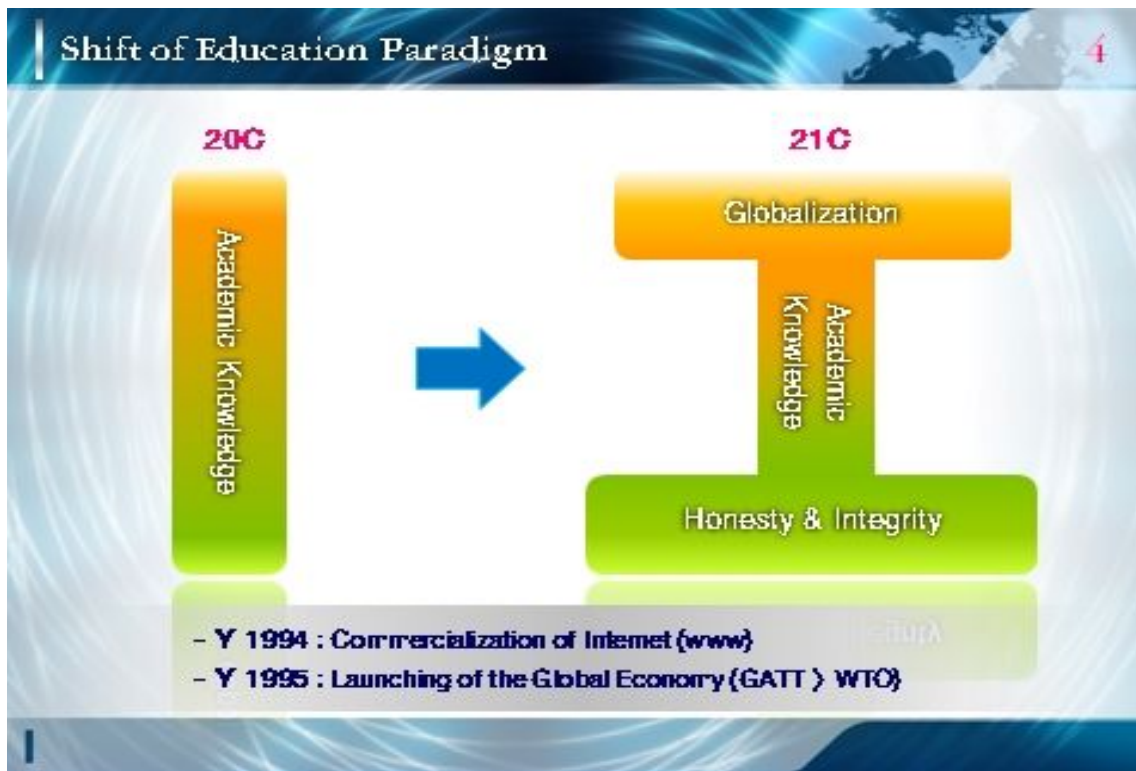 Shift of Education Paradigm
4
20C
21C
Academic Knowledge
Globalization
Academic
Knowledge
Honesty & Integrity
- Y 1994 : Commercialization of Internet (www)
- Y 1995 : Launching of the Global Economy (GATT > WTO)